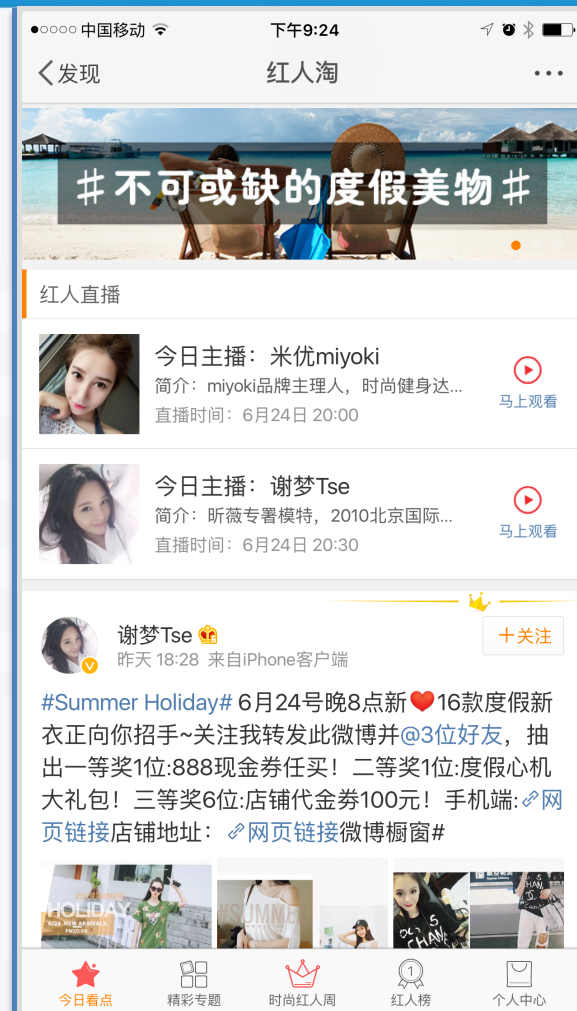 中国移动 下午9:24
发现 红人淘
#不可或缺的度假美物#
红人直播
今日主播：米优miyoki
简介：miyoki品牌主理人，时尚健身达...
直播时间：6月24日 20:00
马上观看
今日主播：谢梦Tse
简介：昕薇专署模特，2010北京国际...
直播时间：6月24日 20:30
马上观看
谢梦Tse
昨天 18:28 来自iPhone客户端
+关注
#Summer Holiday# 6月24号晚8点新❤️16款度假新
衣正向你招手~关注我转发此微博并@3位好友，抽
出一等奖1位:888现金券任买！二等奖1位:度假心机
大礼包！三等奖6位:店铺代金券100元！手机端:网
页链接店铺地址：网页链接微博橱窗#
HOLIDAY
6/24 NEW ARRIVALS
PM20:00
#SUMME
今日看点 精彩专题 时尚红人周 红人榜 个人中心